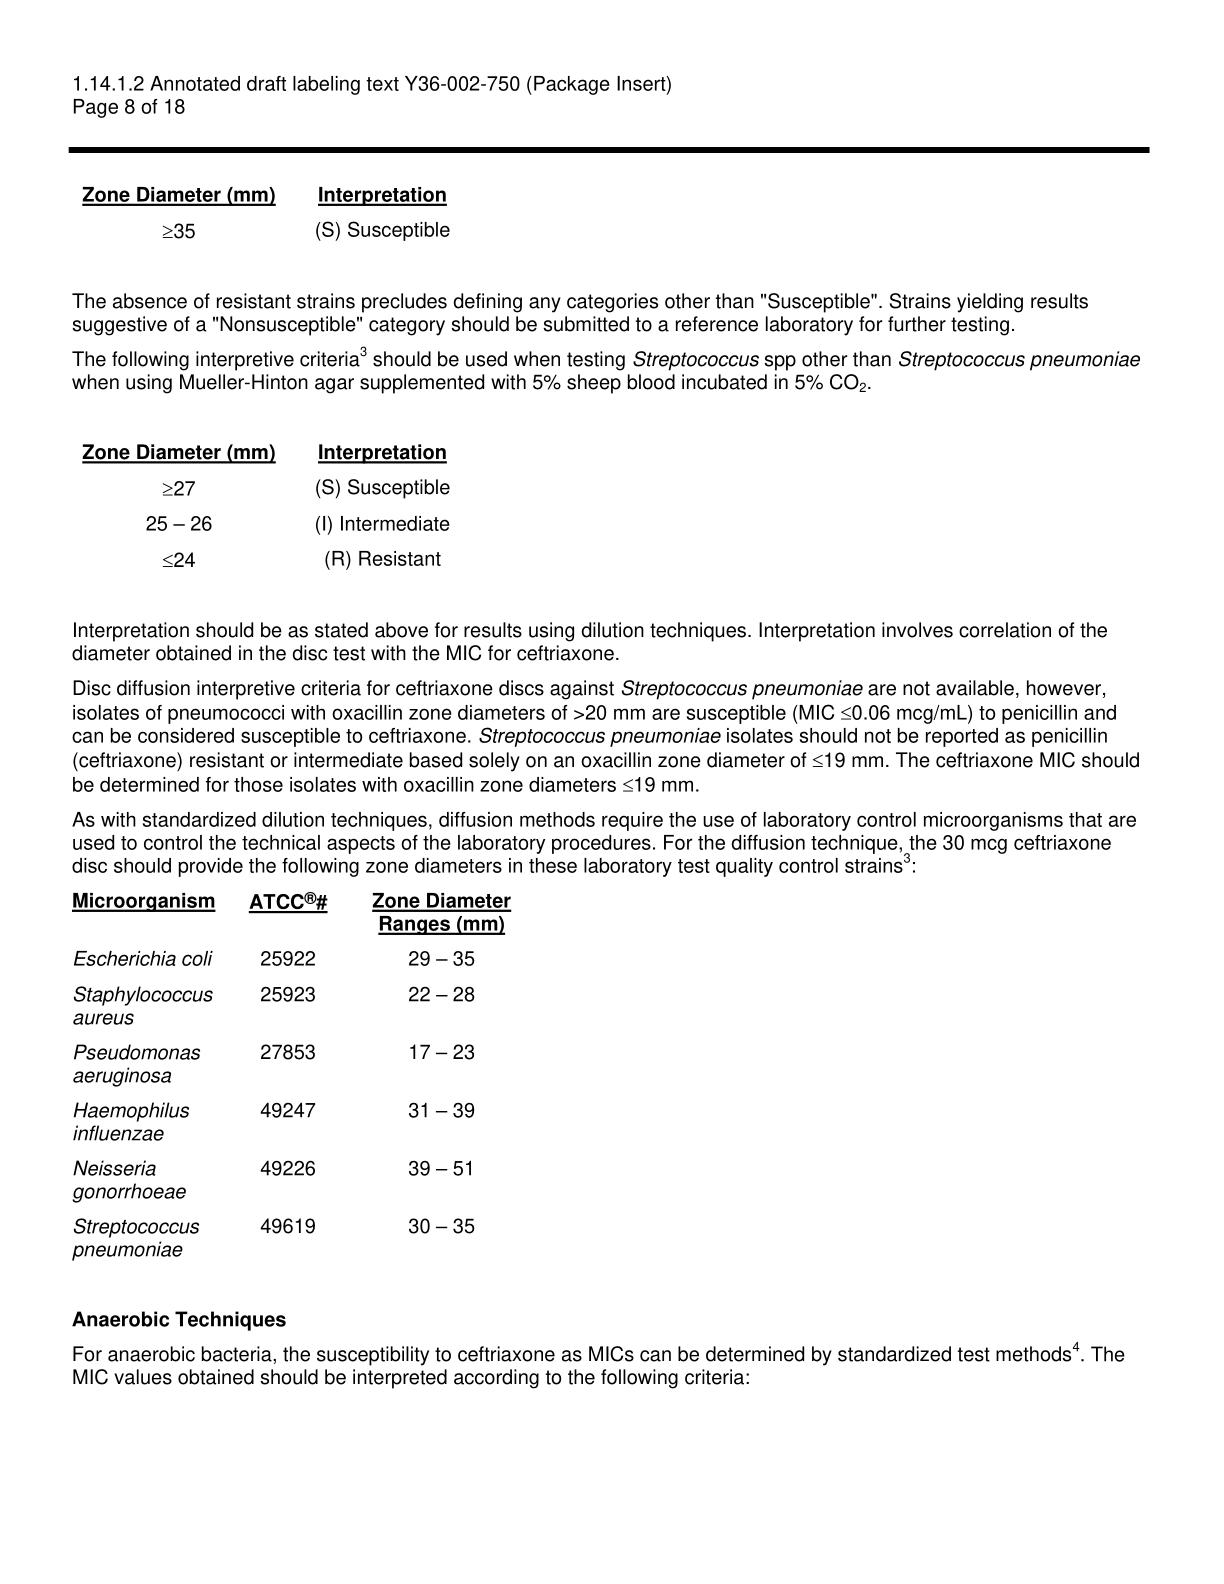 1.14.1.2 Annotated draft labeling text Y36-002-750 (Package Insert)
Page 8 of 18
Zone Diameter (mm) Interpretation
≥35 (S) Susceptible
The absence of resistant strains precludes defining any categories other than "Susceptible". Strains yielding results
suggestive of a "Nonsusceptible" category should be submitted to a reference laboratory for further testing.
The following interpretive criteria3 should be used when testing Streptococcus spp other than Streptococcus pneumoniae
when using Mueller-Hinton agar supplemented with 5% sheep blood incubated in 5% CO2.
Zone Diameter (mm) Interpretation
≥27 (S) Susceptible
25 – 26 (I) Intermediate
≤24 (R) Resistant
Interpretation should be as stated above for results using dilution techniques. Interpretation involves correlation of the
diameter obtained in the disc test with the MIC for ceftriaxone.
Disc diffusion interpretive criteria for ceftriaxone discs against Streptococcus pneumoniae are not available, however,
isolates of pneumococci with oxacillin zone diameters of >20 mm are susceptible (MIC ≤0.06 mcg/mL) to penicillin and
can be considered susceptible to ceftriaxone. Streptococcus pneumoniae isolates should not be reported as penicillin
(ceftriaxone) resistant or intermediate based solely on an oxacillin zone diameter of ≤19 mm. The ceftriaxone MIC should
be determined for those isolates with oxacillin zone diameters ≤19 mm.
As with standardized dilution techniques, diffusion methods require the use of laboratory control microorganisms that are
used to control the technical aspects of the laboratory procedures. For the diffusion technique, the 30 mcg ceftriaxone
disc should provide the following zone diameters in these laboratory test quality control strains3:
Microorganism ATCC®# Zone Diameter
Ranges (mm)
Escherichia coli 25922 29 – 35
Staphylococcus 25923 22 – 28
aureus
Pseudomonas 27853 17 – 23
aeruginosa
Haemophilus 49247 31 – 39
influenzae
Neisseria 49226 39 – 51
gonorrhoeae
Streptococcus 49619 30 – 35
pneumoniae
Anaerobic Techniques
For anaerobic bacteria, the susceptibility to ceftriaxone as MICs can be determined by standardized test methods4. The
MIC values obtained should be interpreted according to the following criteria: